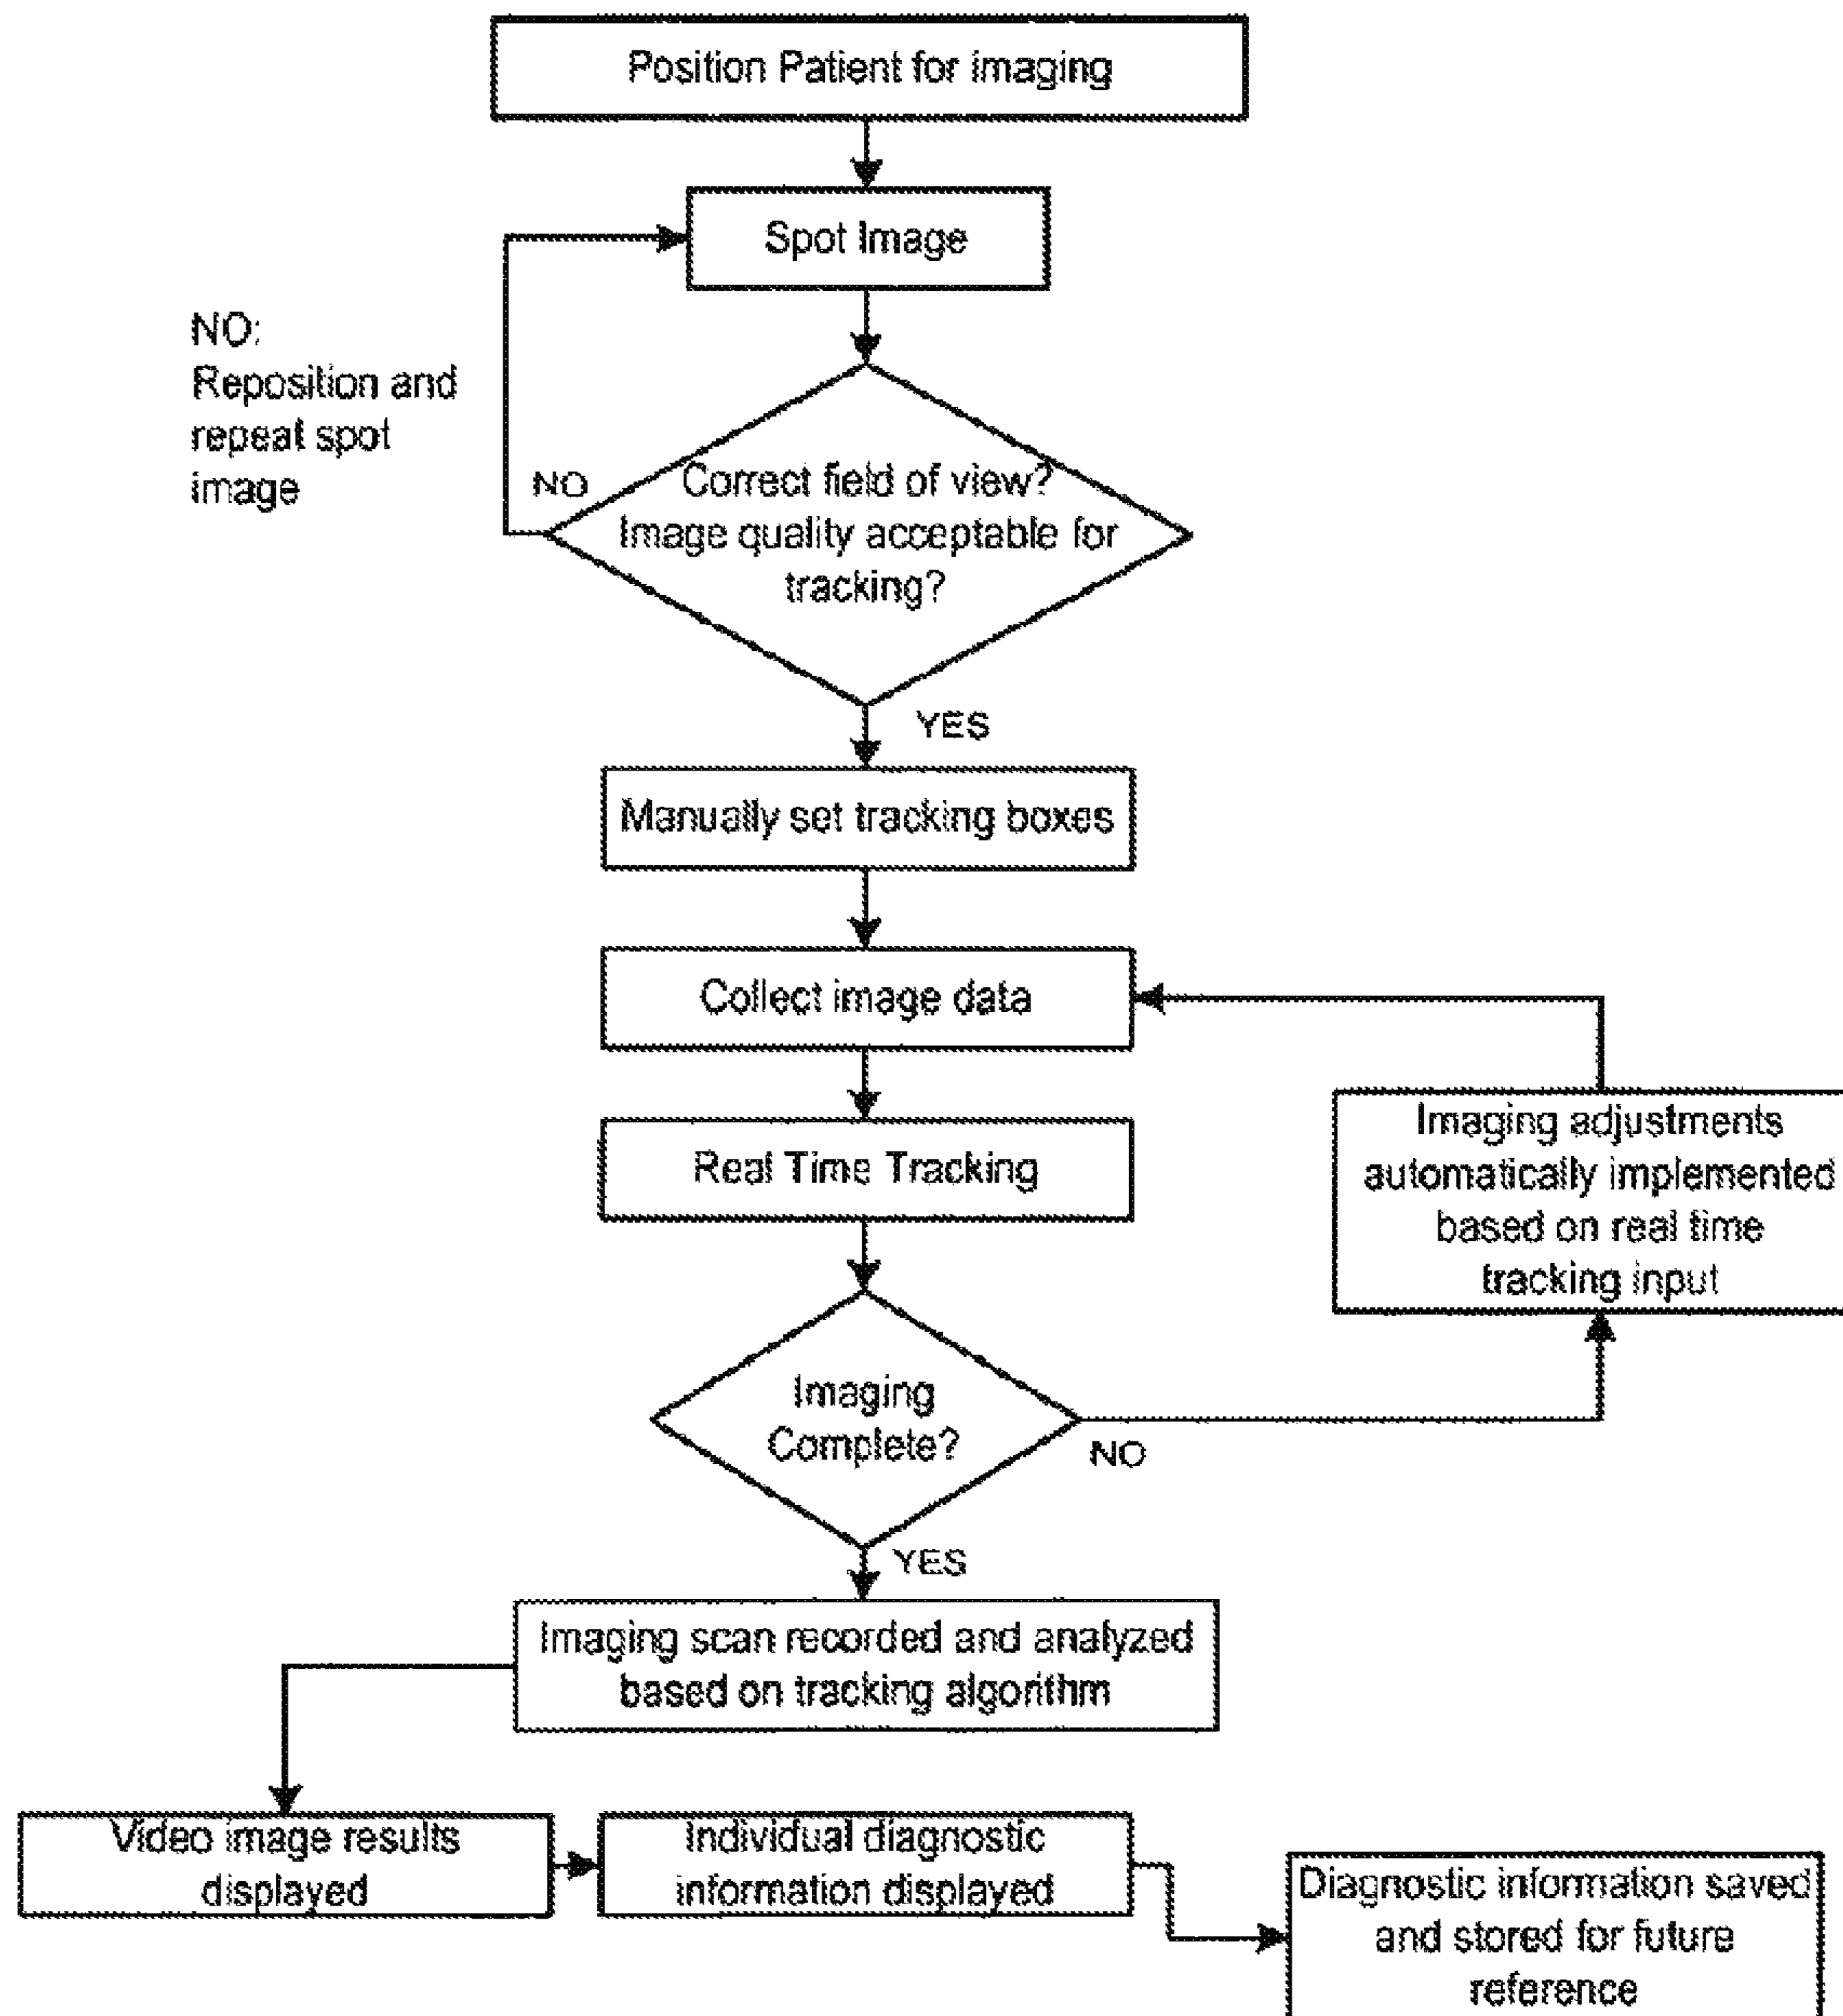 Position Patient for imaging
Spot Image
NO:
Reposition and
repeat spot
image
NO
Correct field of view?
Image quality acceptable for
tracking?
YES
Manually set tracking boxes
Collect image data
Real Time Tracking
Imaging adjustments
automatically implemented
based on real time
tracking input
Imaging
Complete?
NO
YES
Imaging scan recorded and analyzed
based on tracking algorithm
Video image results
displayed
Individual diagnostic
information displayed
Diagnostic information saved
and stored for future
reference